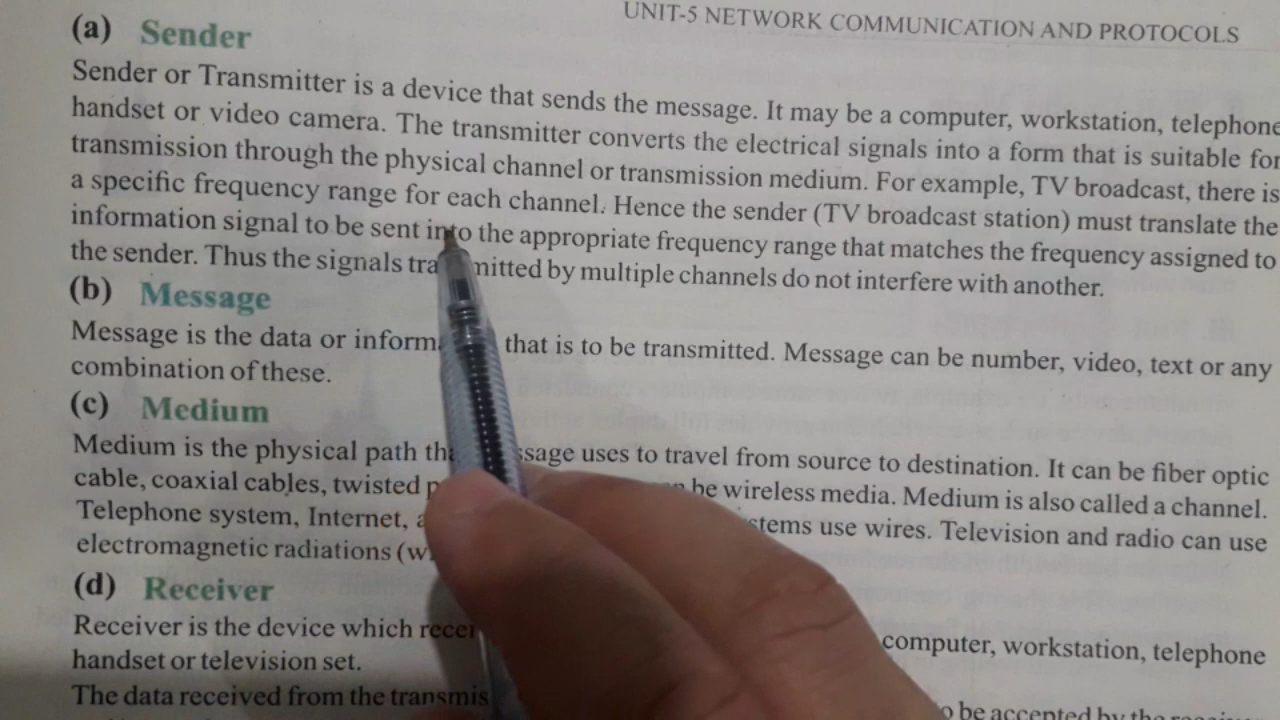 UNIT-5 NETWORK COMMUNICATION AND PROTOCOLS
(a) Sender
Sender or Transmitter is a device that sends the message. It may be a computer, workstation, telephone
handset or video camera. The transmitter converts the electrical signals into a form that is suitable for
transmission through the physical channel or transmission medium. For example, TV broadcast, there is
a specific frequency range for each channel. Hence the sender (TV broadcast station) must translate the
information signal to be sent into the appropriate frequency range that matches the frequency assigned to
the sender. Thus the signals tra mitted by multiple channels do not interfere with another.
(b) Message
Message is the data or inform that is to be transmitted. Message can be number, video, text or any
combination of these.
(c) Medium
Medium is the physical path tha ssage uses to travel from source to destination. It can be fiber optic
cable, coaxial cables, twisted p be wireless media. Medium is also called a channel.
Telephone system, Internet, stems use wires. Television and radio can use
electromagnetic radiations (w
(d) Receiver
Receiver is the device which recei computer, workstation, telephone
handset or television set.
The data received from the transmis be accepted by the